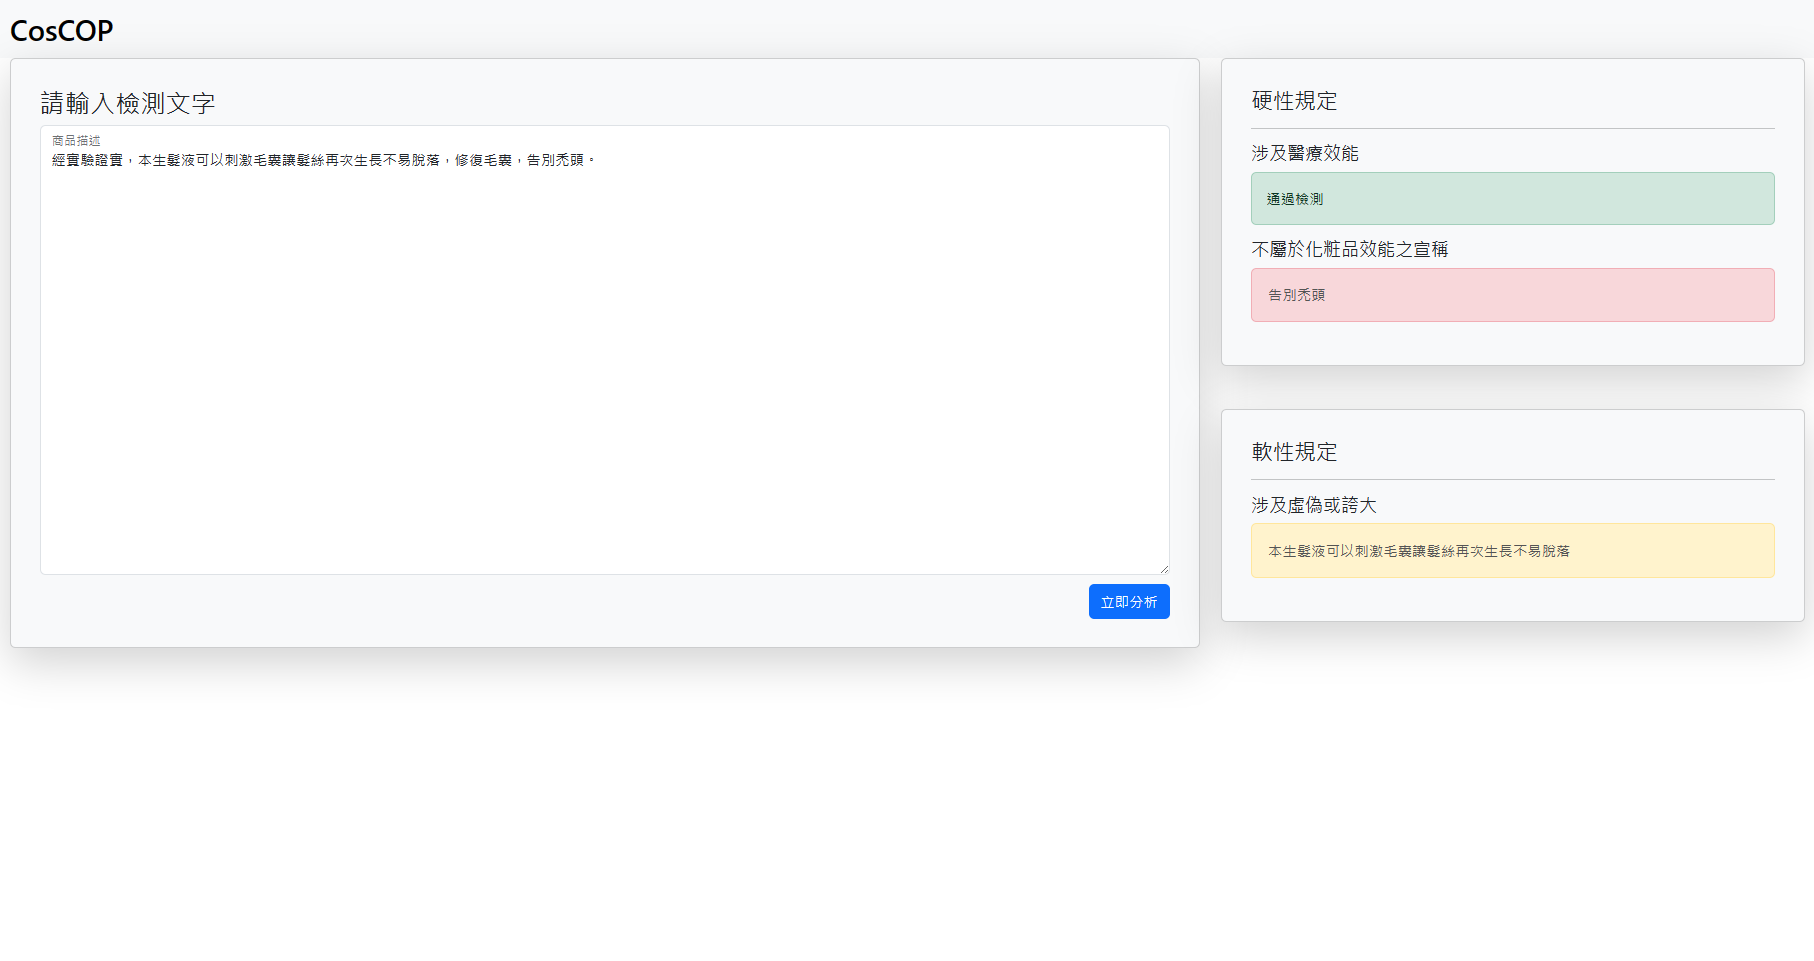 CosCOP
請輸入檢測文字
商品描述
經實驗證實，本生髮液可以刺激毛囊讓髮絲再次生長不易脫落，修復毛囊，告別禿頭。
立即分析
硬性規定
涉及醫療效能
通過檢測
不屬於化粧品效能之宣稱
告別禿頭
軟性規定
涉及虛偽或誇大
本生髮液可以刺激毛囊讓髮絲再次生長不易脫落